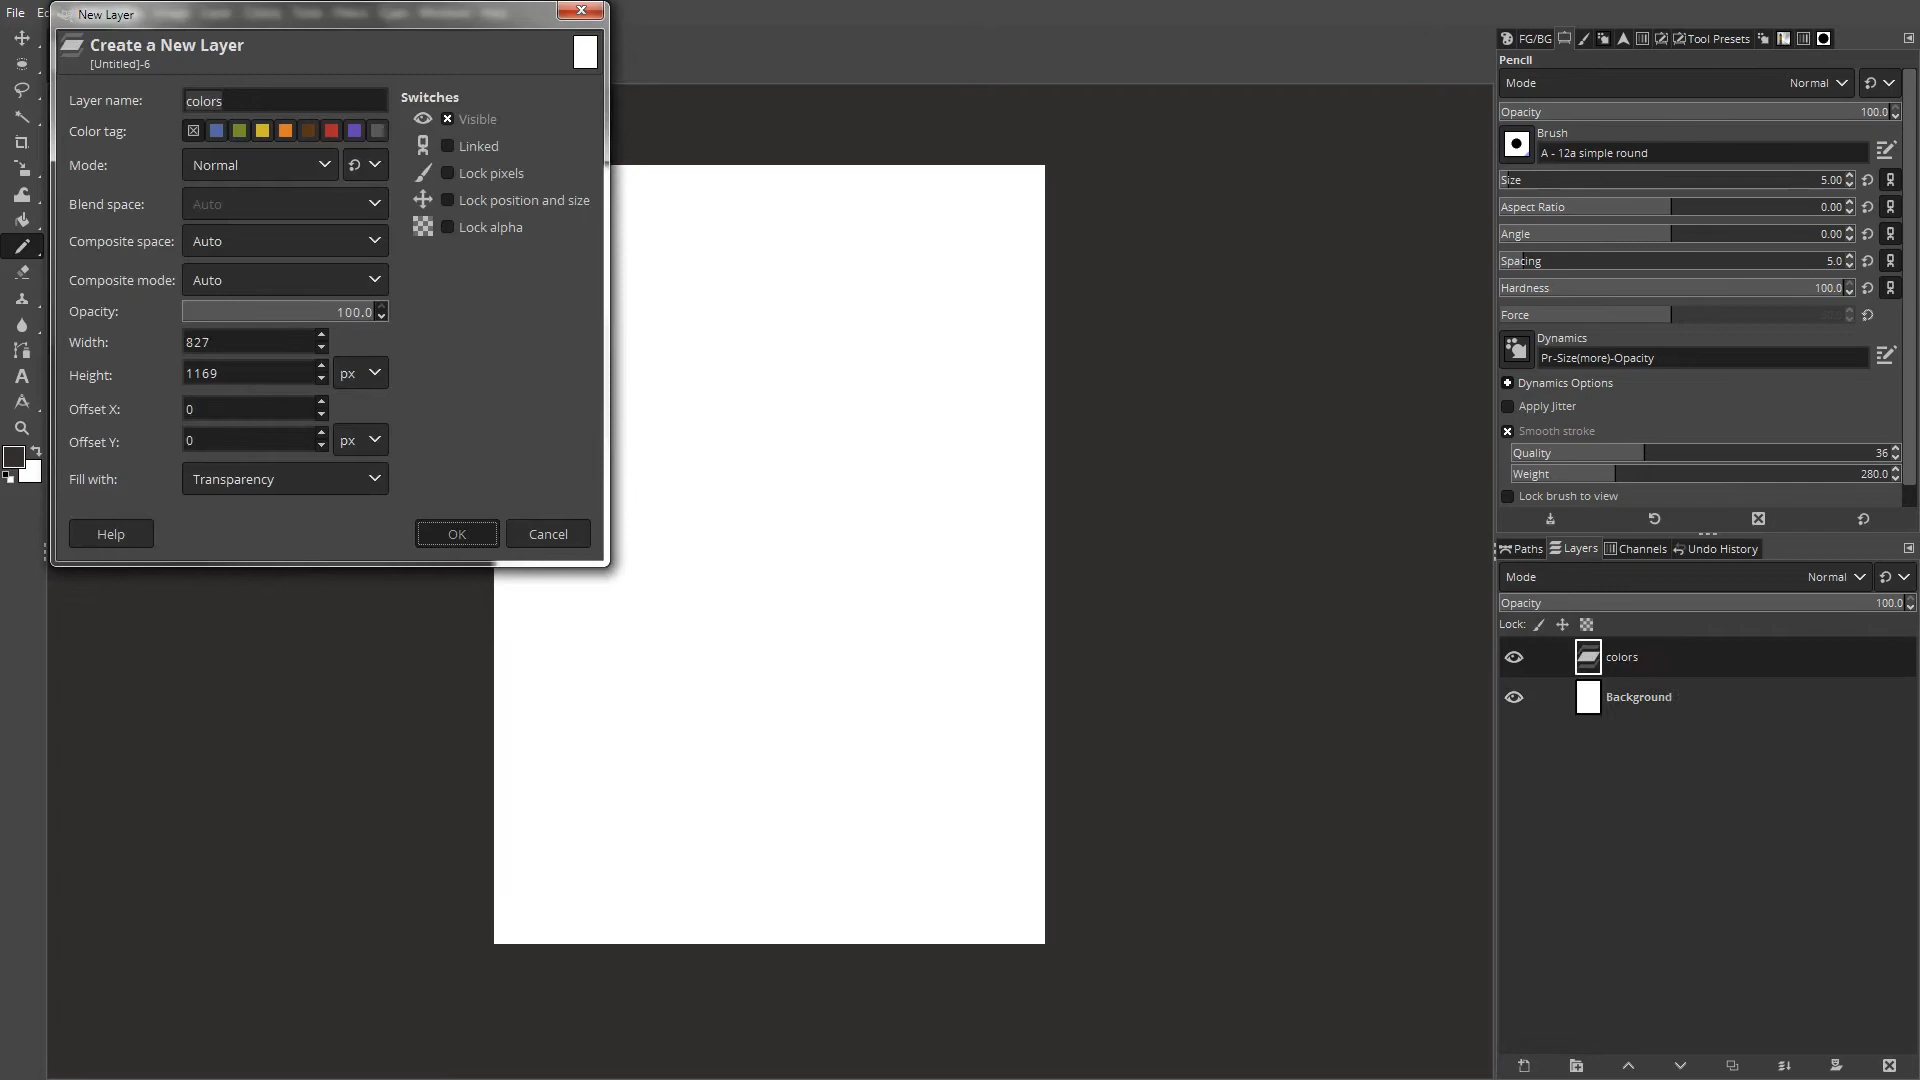 File
New Layer
Create a New Layer
[Untitled]-6
Layer name:
colors
Color tag:
Mode:
Normal
Blend space:
Auto
Composite space:
Auto
Composite mode:
Auto
Opacity:
100.0
Width:
827
Height:
1169
px
Offset X:
0
Offset Y:
0
px
Fill with:
Transparency
Switches
Visible
Linked
Lock pixels
Lock position and size
Lock alpha
Help
OK
Cancel
FG/BG
Tool Presets
Pencil
Mode
Normal
Opacity
100.0
Brush
A - 12a simple round
Size
5.00
Aspect Ratio
0.00
Angle
0.00
Spacing
5.0
Hardness
100.0
Force
Dynamics
Pr-Size(more)-Opacity
Dynamics Options
Apply Jitter
Smooth stroke
Quality
36
Weight
280.0
Lock brush to view
Paths
Layers
Channels
Undo History
Mode
Normal
Opacity
100.0
Lock:
colors
Background